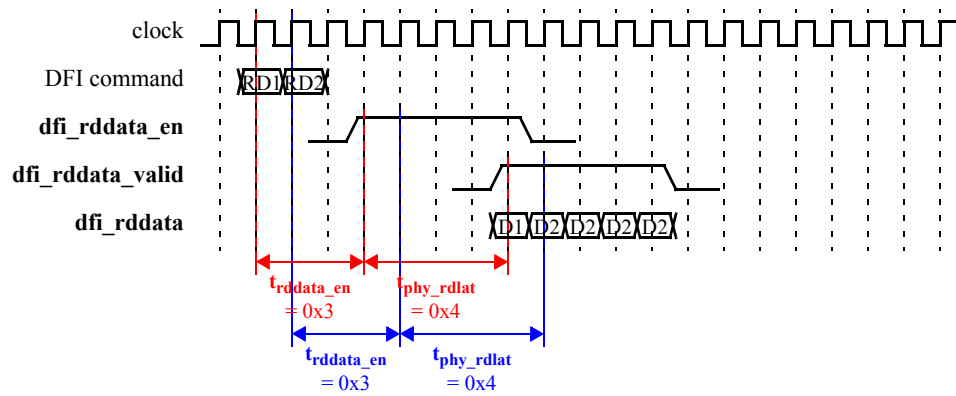 clock
DFI command RD1 RD2
dfi_rddata_en
dfi_rddata_valid
dfi_rddata D1 D2 D2 D2 D2
trddata_en tphy_rdlat
= 0x3 = 0x4
trddata_en tphy_rdlat
= 0x3 = 0x4